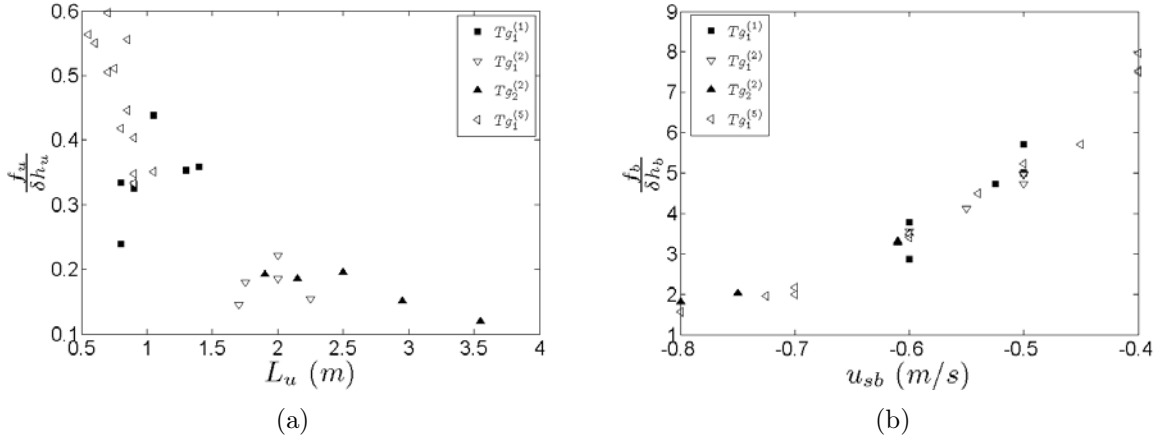 0.6
0.5
0.4
0.3
0.2
0.1
0.5 1 1.5 2 2.5 3 3.5 4
f_u
δh_u
L_u (m)
Tg_1^(1)
Tg_1^(2)
Tg_2^(2)
Tg_1^(5)
(a)
9
8
7
6
5
4
3
2
1
-0.8 -0.7 -0.6 -0.5 -0.4
f_b
δh_b
u_sb (m/s)
Tg_1^(1)
Tg_1^(2)
Tg_2^(2)
Tg_1^(5)
(b)